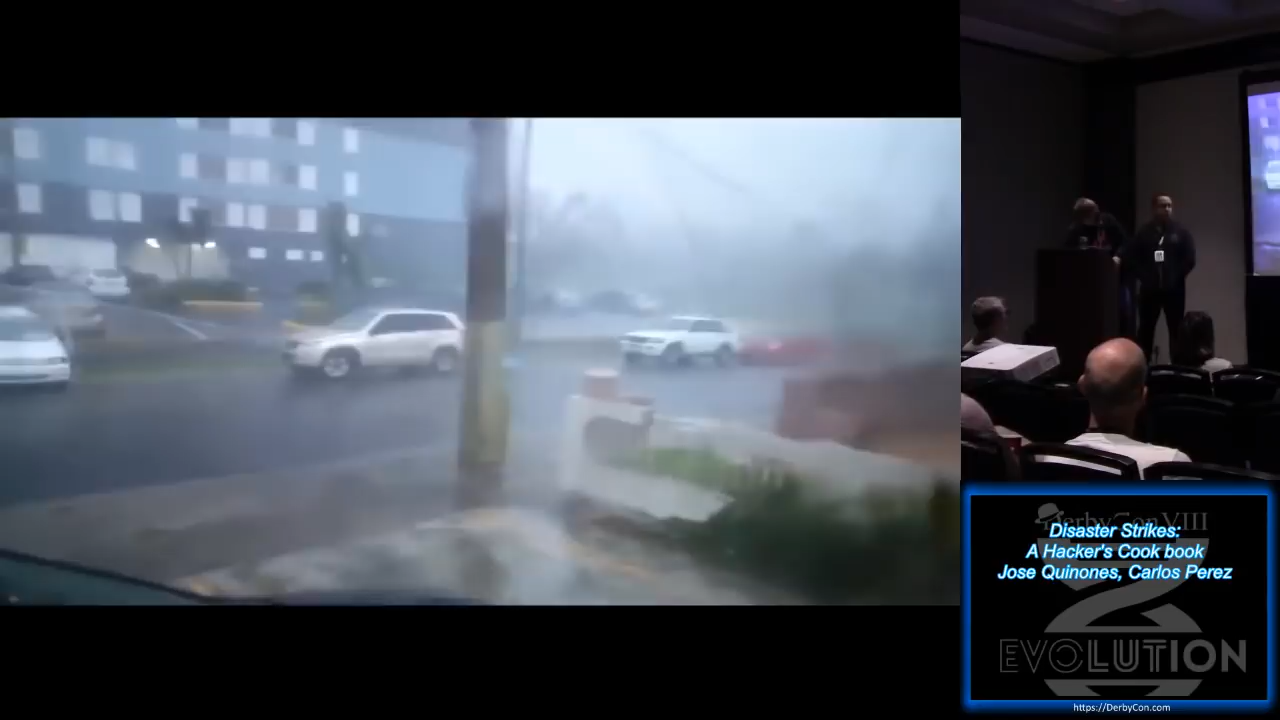 DerbyCon VIII
Disaster Strikes:
A Hacker's Cook book
Jose Quinones, Carlos Perez
EVOLUTION
https://DerbyCon.com